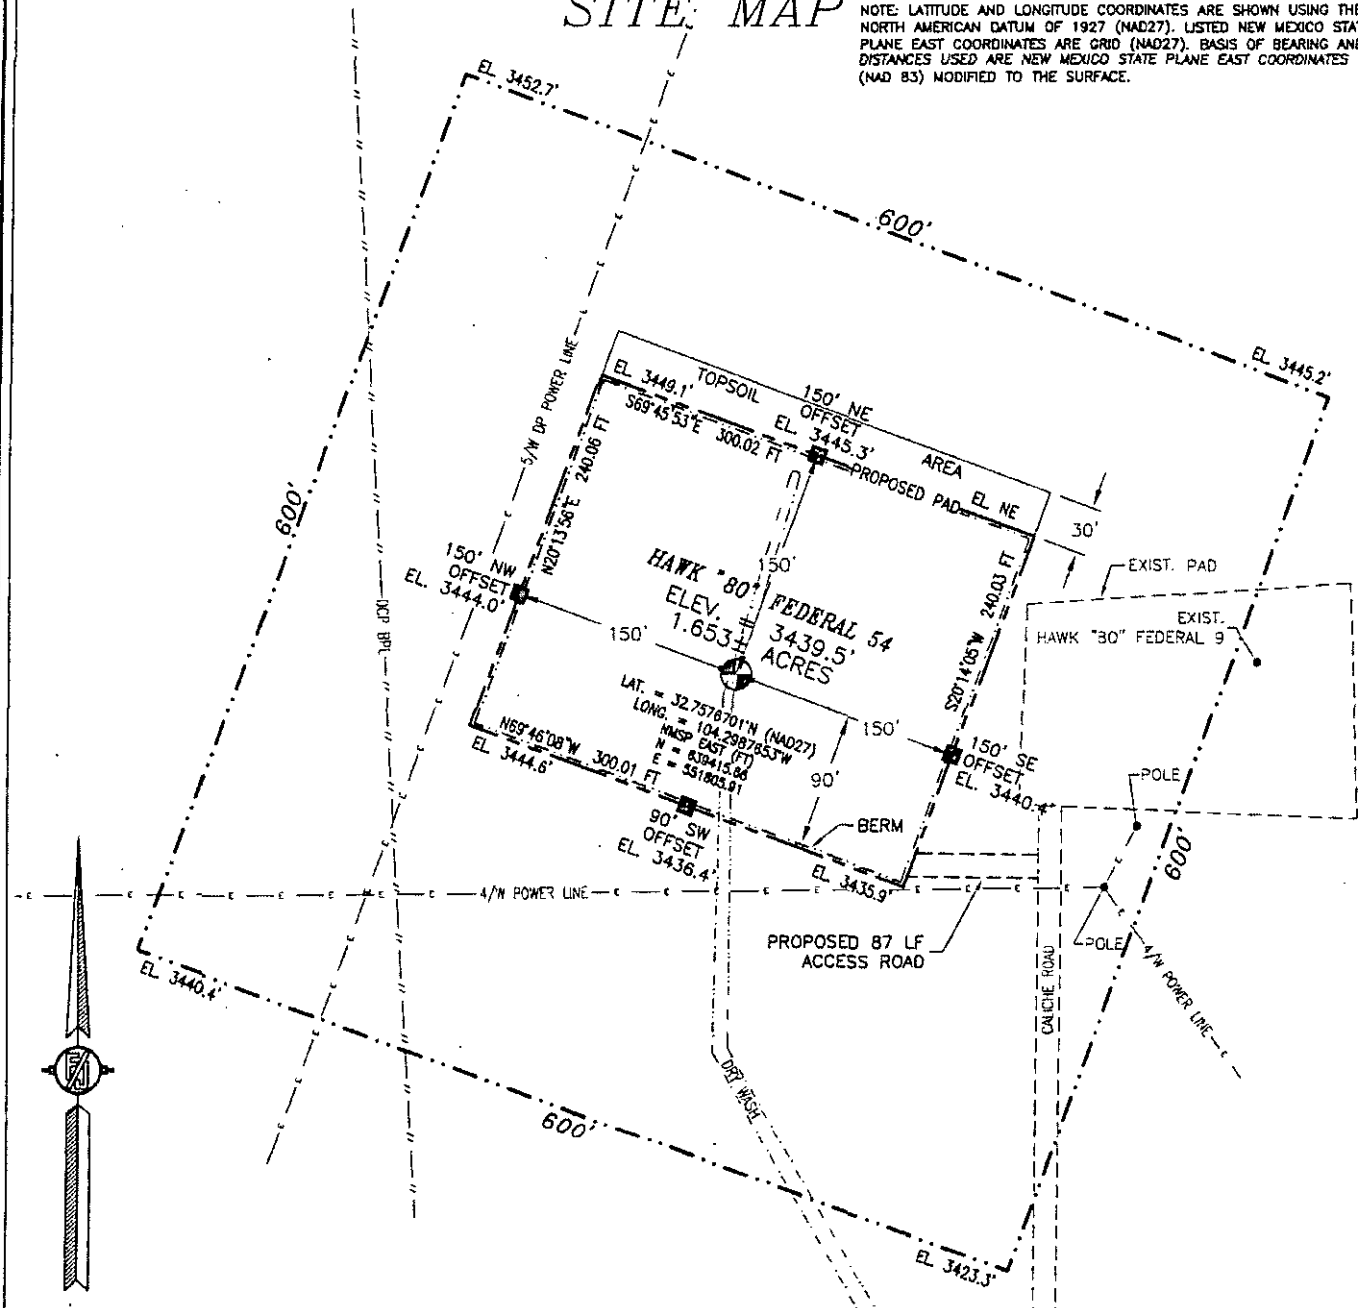 SITE MAP
NOTE: LATITUDE AND LONGITUDE COORDINATES ARE SHOWN USING THE
NORTH AMERICAN DATUM OF 1927 (NAD27). LISTED NEW MEXICO STAT
PLANE EAST COORDINATES ARE GRID (NAD27). BASIS OF BEARING AND
DISTANCES USED ARE NEW MEXICO STATE PLANE EAST COORDINATES
(NAD 83) MODIFIED TO THE SURFACE.
EL. 3452.7'
600'
EL. 3445.2'
5/W DP POWER LINE
EL. 3449.1'
TOPSOIL
AREA
S69°45'53"E 300.02 FT
150' NE
OFFSET
EL. 3445.3'
PROPOSED PAD
EL. NE
30'
600'
N20°13'56"E 240.06 FT
150' NW
OFFSET
EL. 3444.0'
150'
150'
HAWK "80" FEDERAL 54
ELEV. 3439.5'
1.653± ACRES
S20°14'05"W 240.03 FT
EXIST. PAD
EXIST.
HAWK "80" FEDERAL 9
DCP BPL
LAT. = 32.7576701°N (NAD27)
LONG. = 104.2987653°W
NMSP EAST (FT)
N = 639415.86
E = 551805.91
150'
150' SE
OFFSET
EL. 3440.4'
90'
N69°46'08"W 300.01 FT
EL. 3444.6'
90' SW
OFFSET
EL. 3436.4'
BERM
EL. 3435.9'
POLE
600'
4/W POWER LINE
PROPOSED 87 LF
ACCESS ROAD
POLE
4/W POWER LINE
CALICHE ROAD
EL. 3440.4'
DRY WASH
600'
EL. 3423.3'